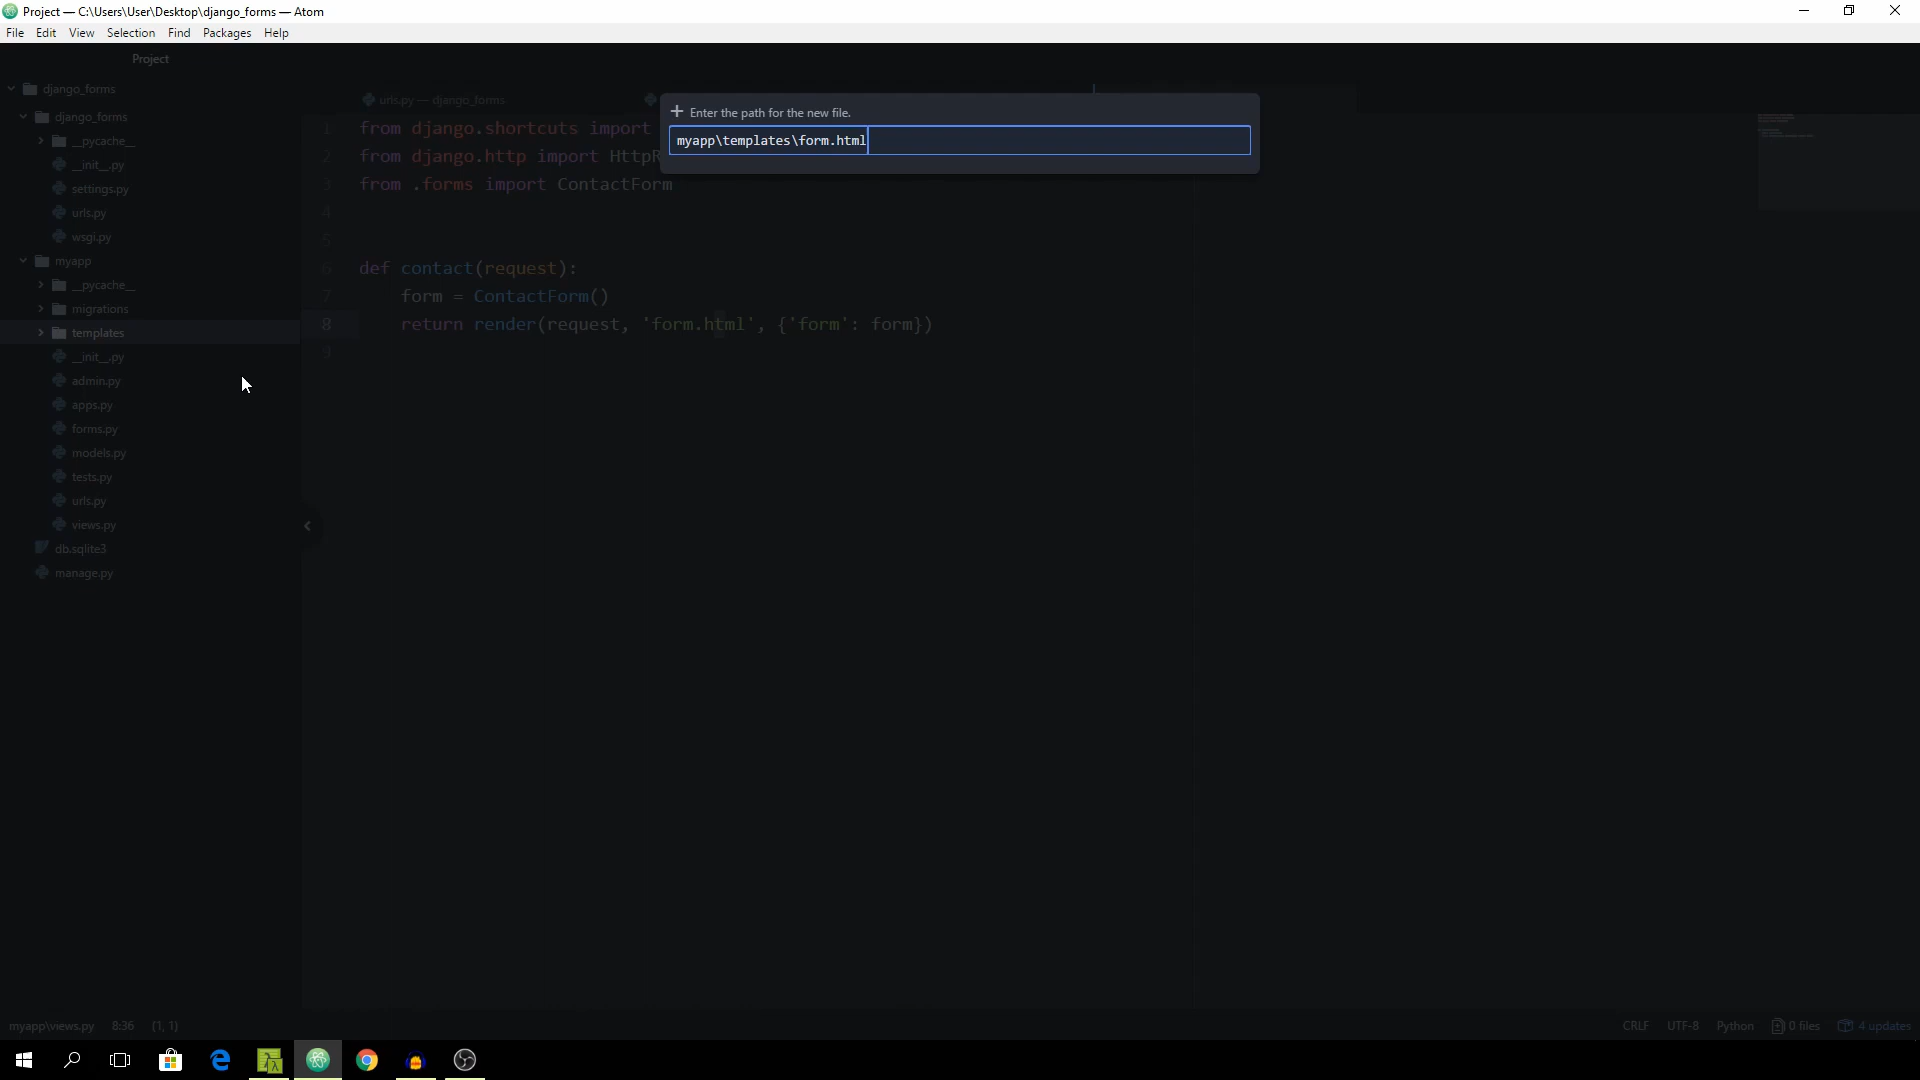 Project — C:\Users\User\Desktop\django_forms — Atom
File Edit View Selection Find Packages Help
Project
django_forms
django_forms
__pycache__
__init__.py
settings.py
urls.py
wsgi.py
myapp
__pycache__
migrations
templates
__init__.py
admin.py
apps.py
forms.py
models.py
tests.py
urls.py
views.py
db.sqlite3
manage.py
urls.py — django_forms
Enter the path for the new file.
myapp\templates\form.html
1 from django.shortcuts import
2 from django.http import HttpR
3 from .forms import ContactForm
4
5
6 def contact(request):
7 form = ContactForm()
8 return render(request, 'form.html', {'form': form})
9
myapp\views.py 8:36 (1, 1)
CRLF UTF-8 Python 0 files 4 updates